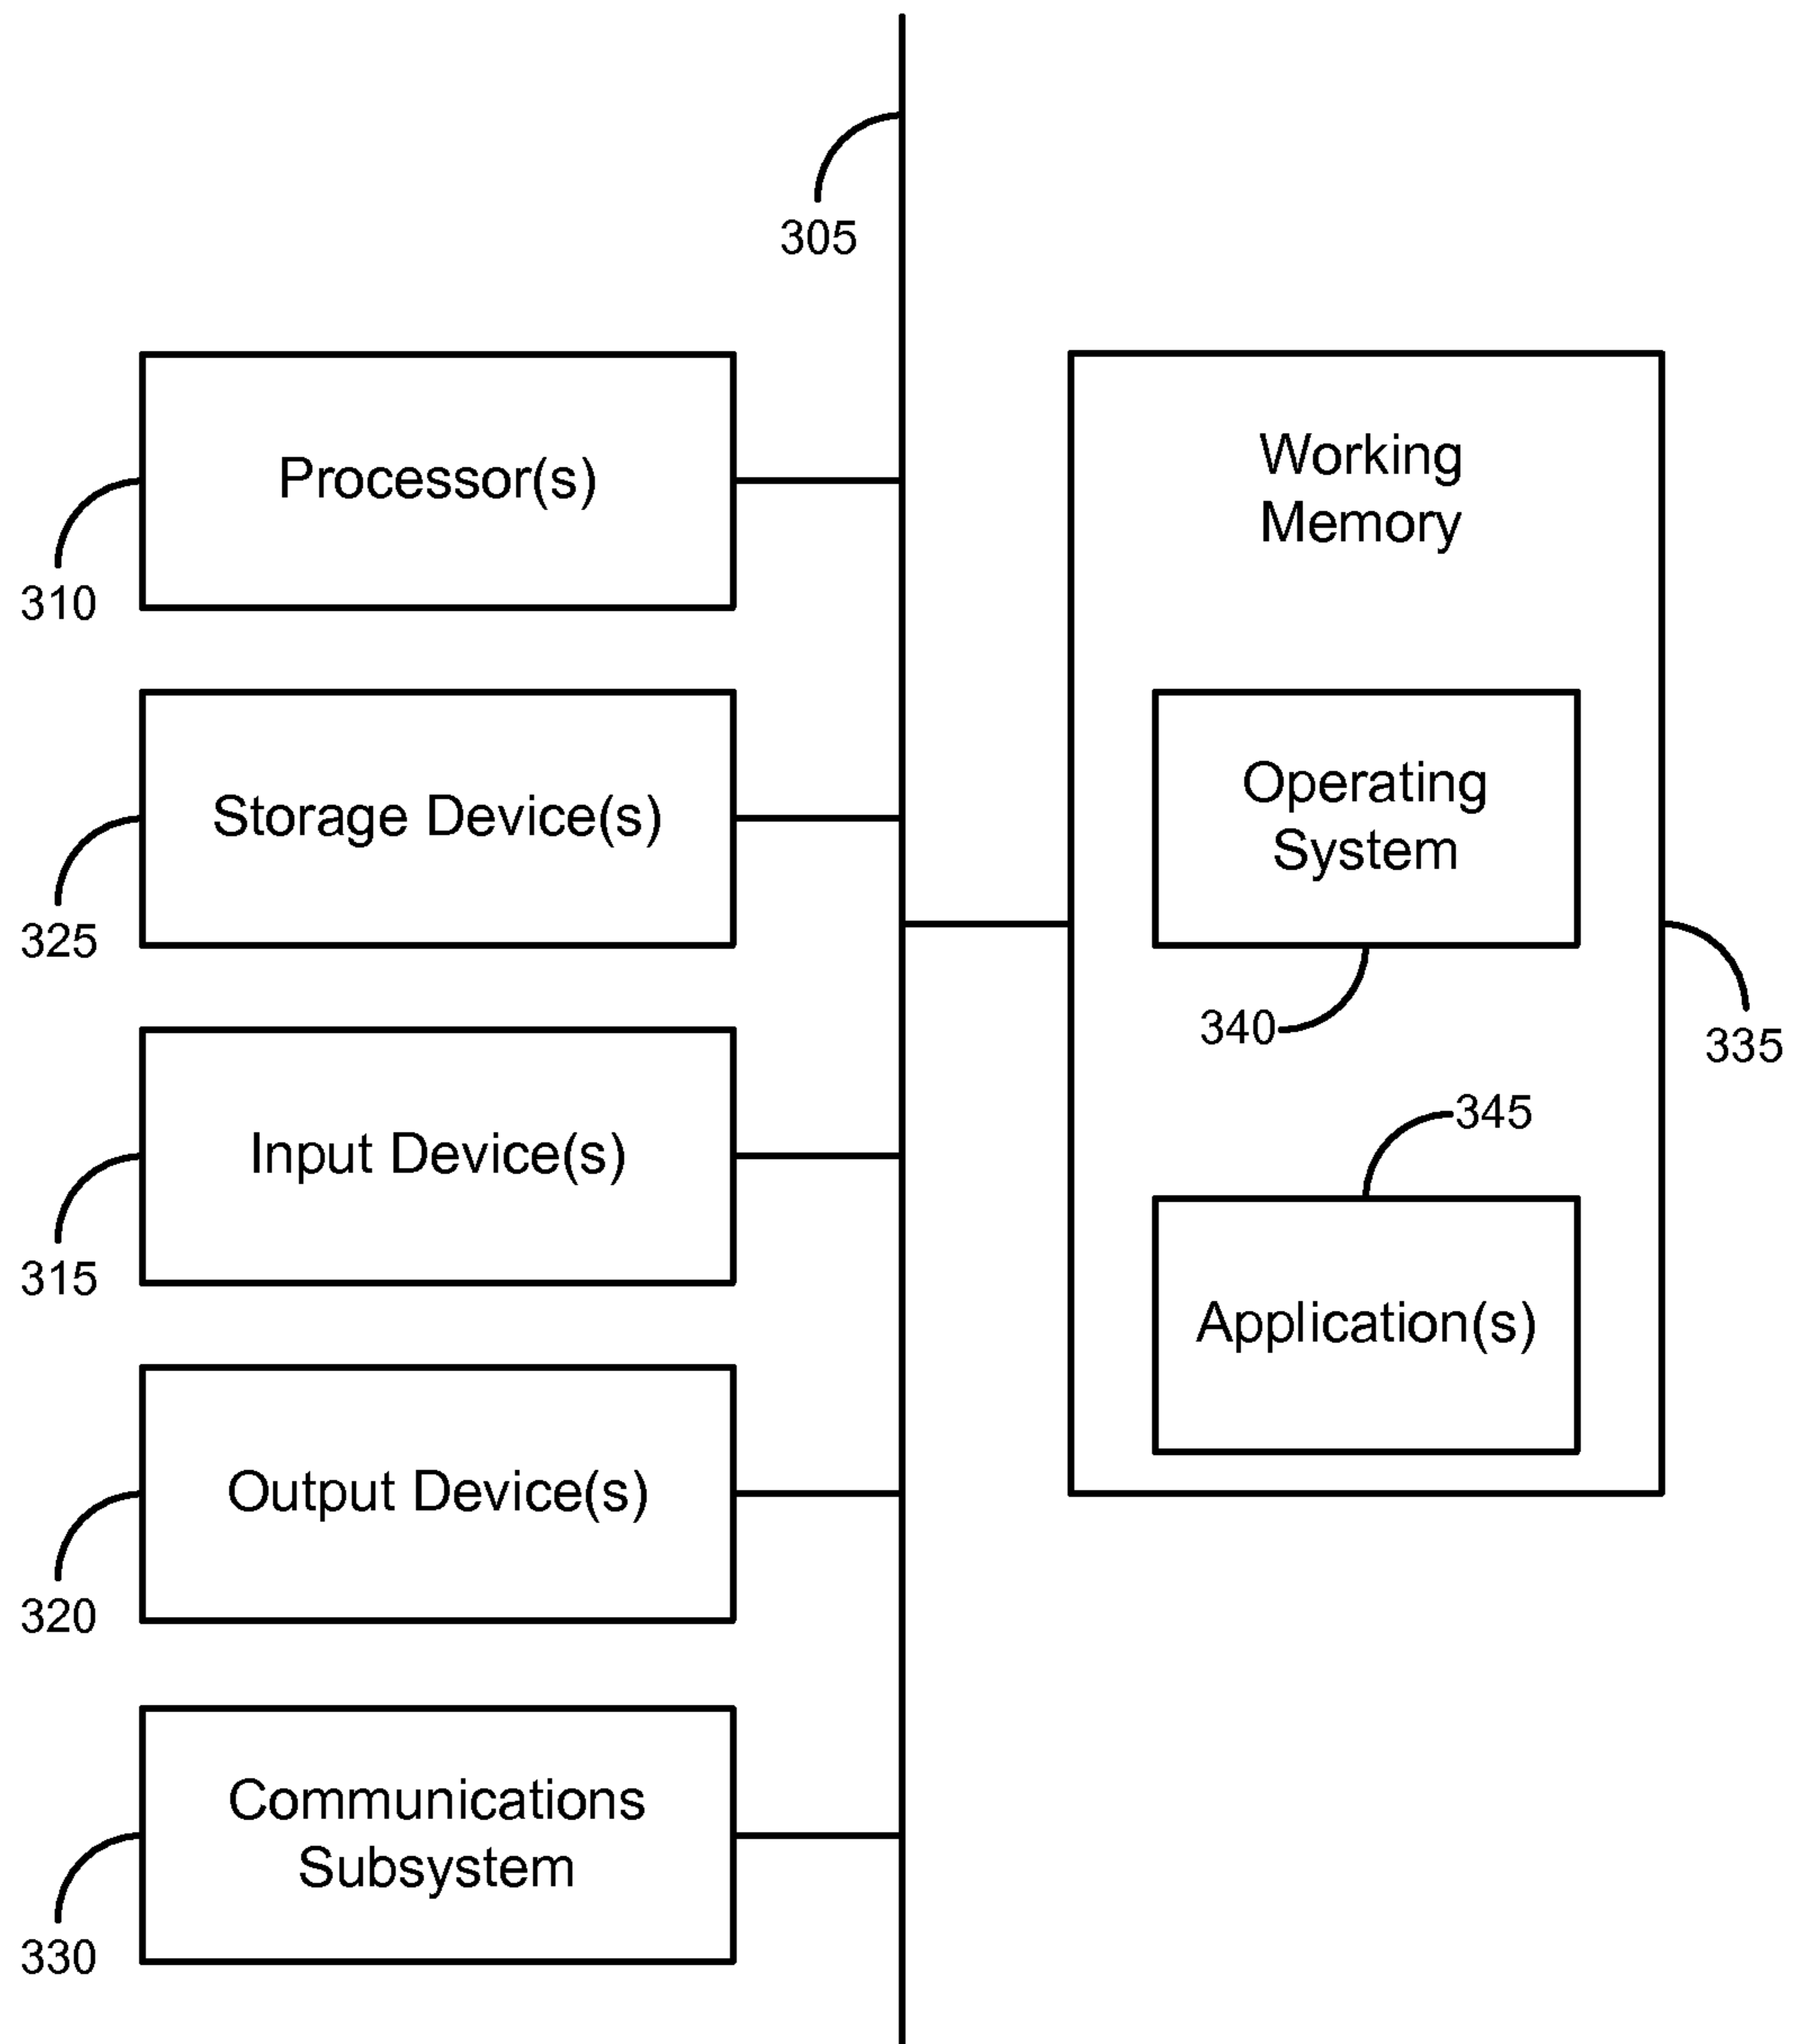 305
Processor(s)
310
Storage Device(s)
325
Input Device(s)
315
Output Device(s)
320
Communications
Subsystem
330
Working
Memory
Operating
System
340
335
345
Application(s)